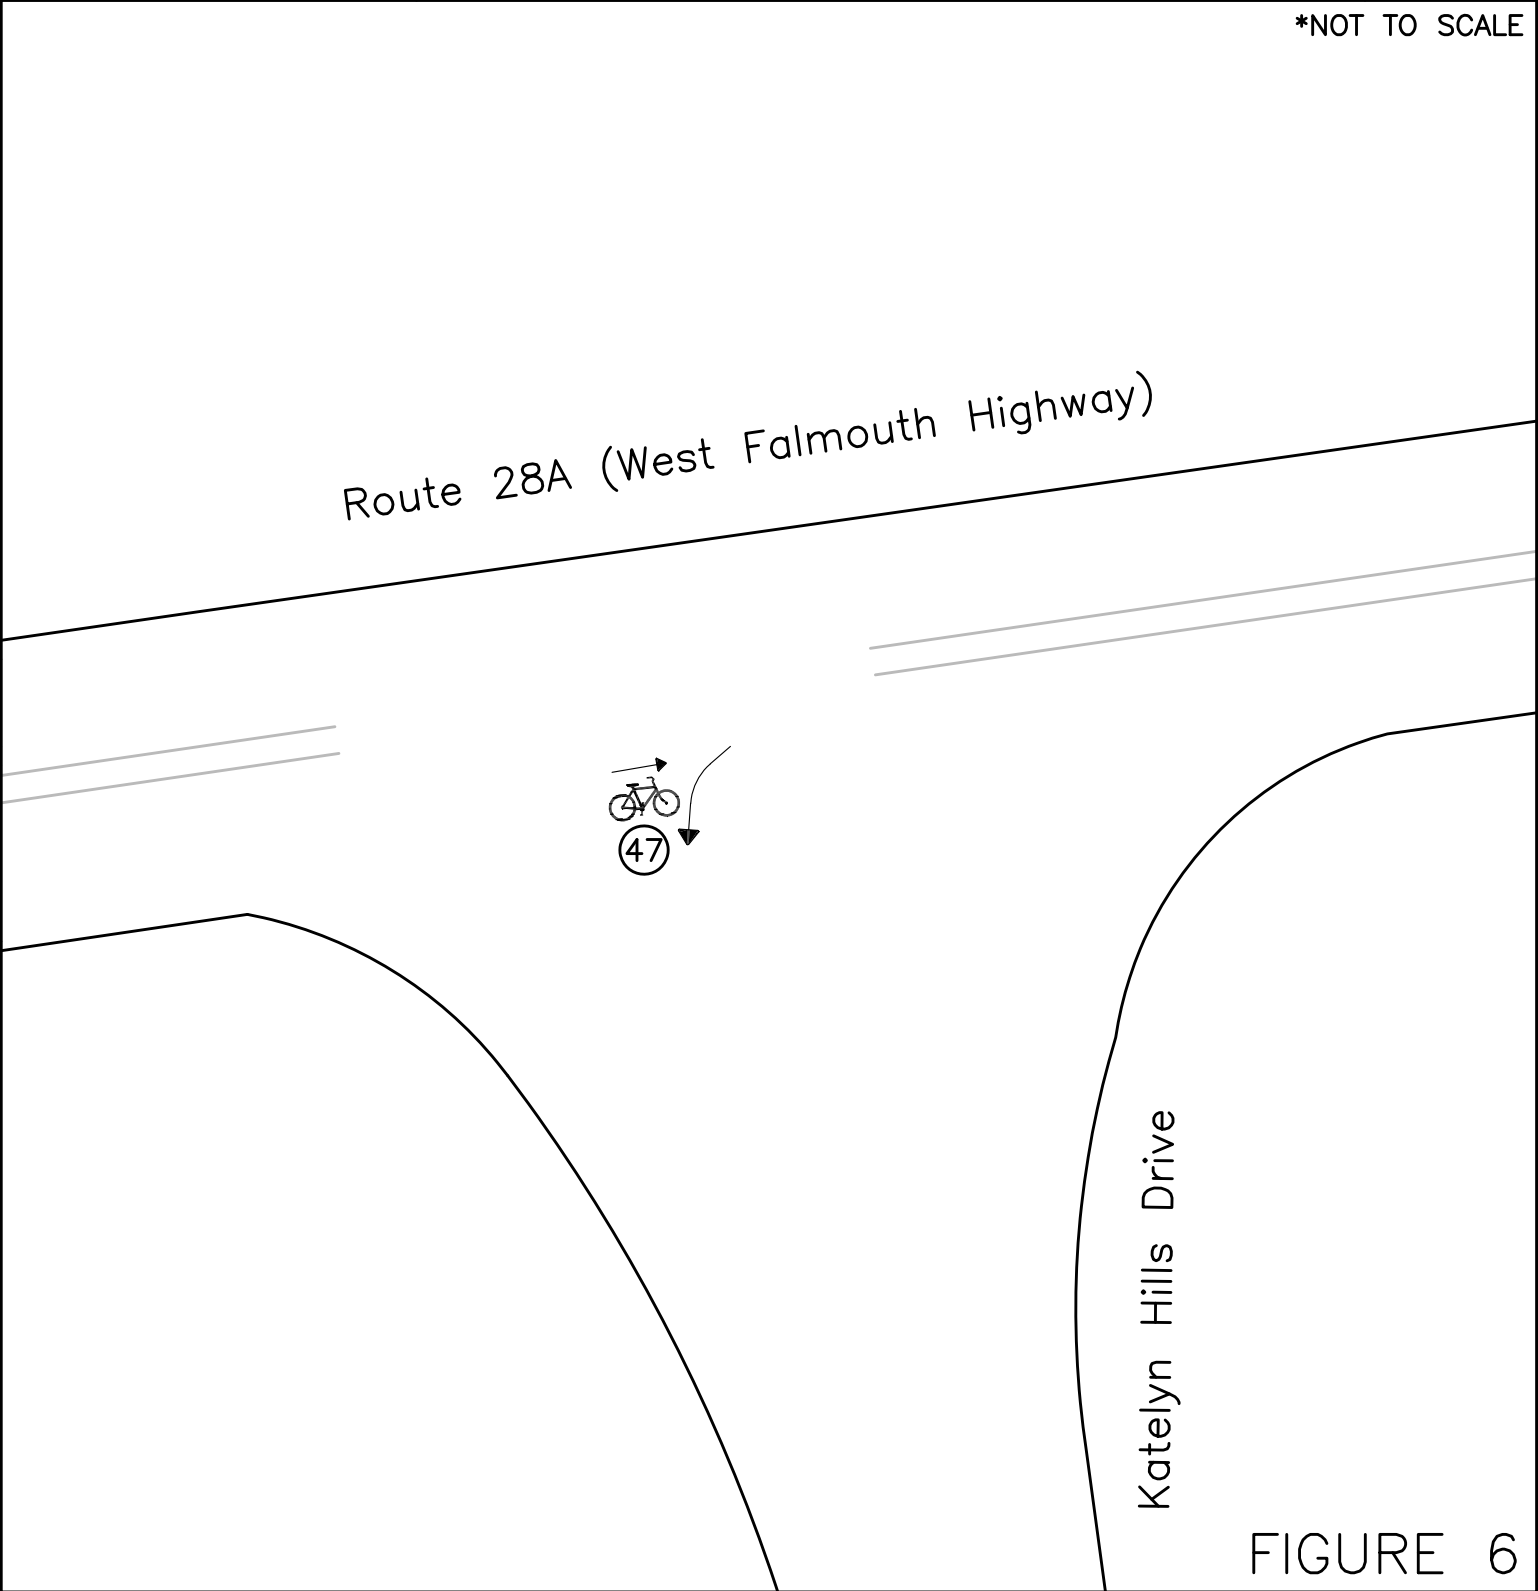 *NOT TO SCALE
Route 28A (West Falmouth Highway)
47
Katelyn Hills Drive
FIGURE 6